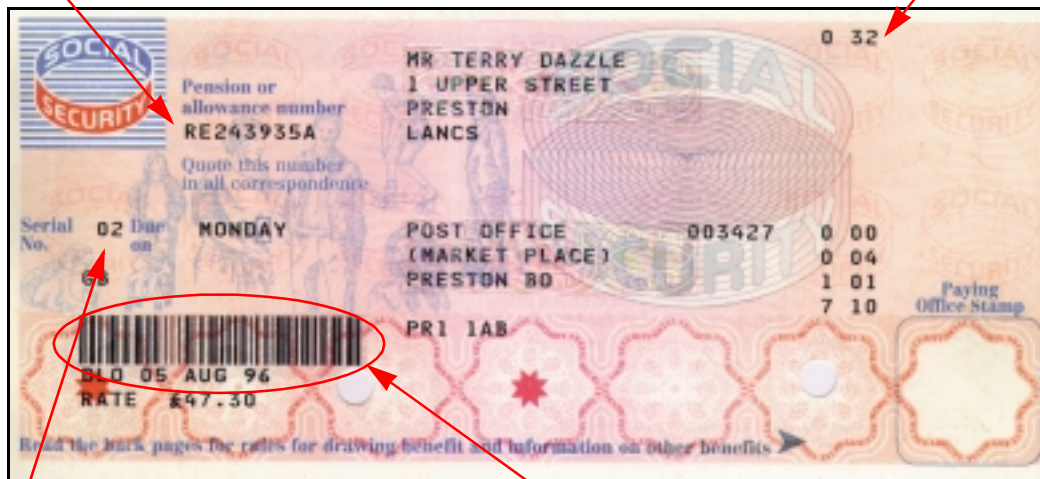 SOCIAL
SECURITY
Pension or
allowance number
RE243935A
Quote this number
in all correspondence
MR TERRY DAZZLE
1 UPPER STREET
PRESTON
LANCS
0 32
SOCIAL
SECURITY
Serial No. 02 Due on MONDAY
GB
POST OFFICE 003427
(MARKET PLACE)
PRESTON BO
PR1 1AB
0 00
0 04
1 01
7 10
Paying
Office Stamp
05 AUG 96
RATE £47.30
Read the back pages for rules for drawing benefit and information on other benefits